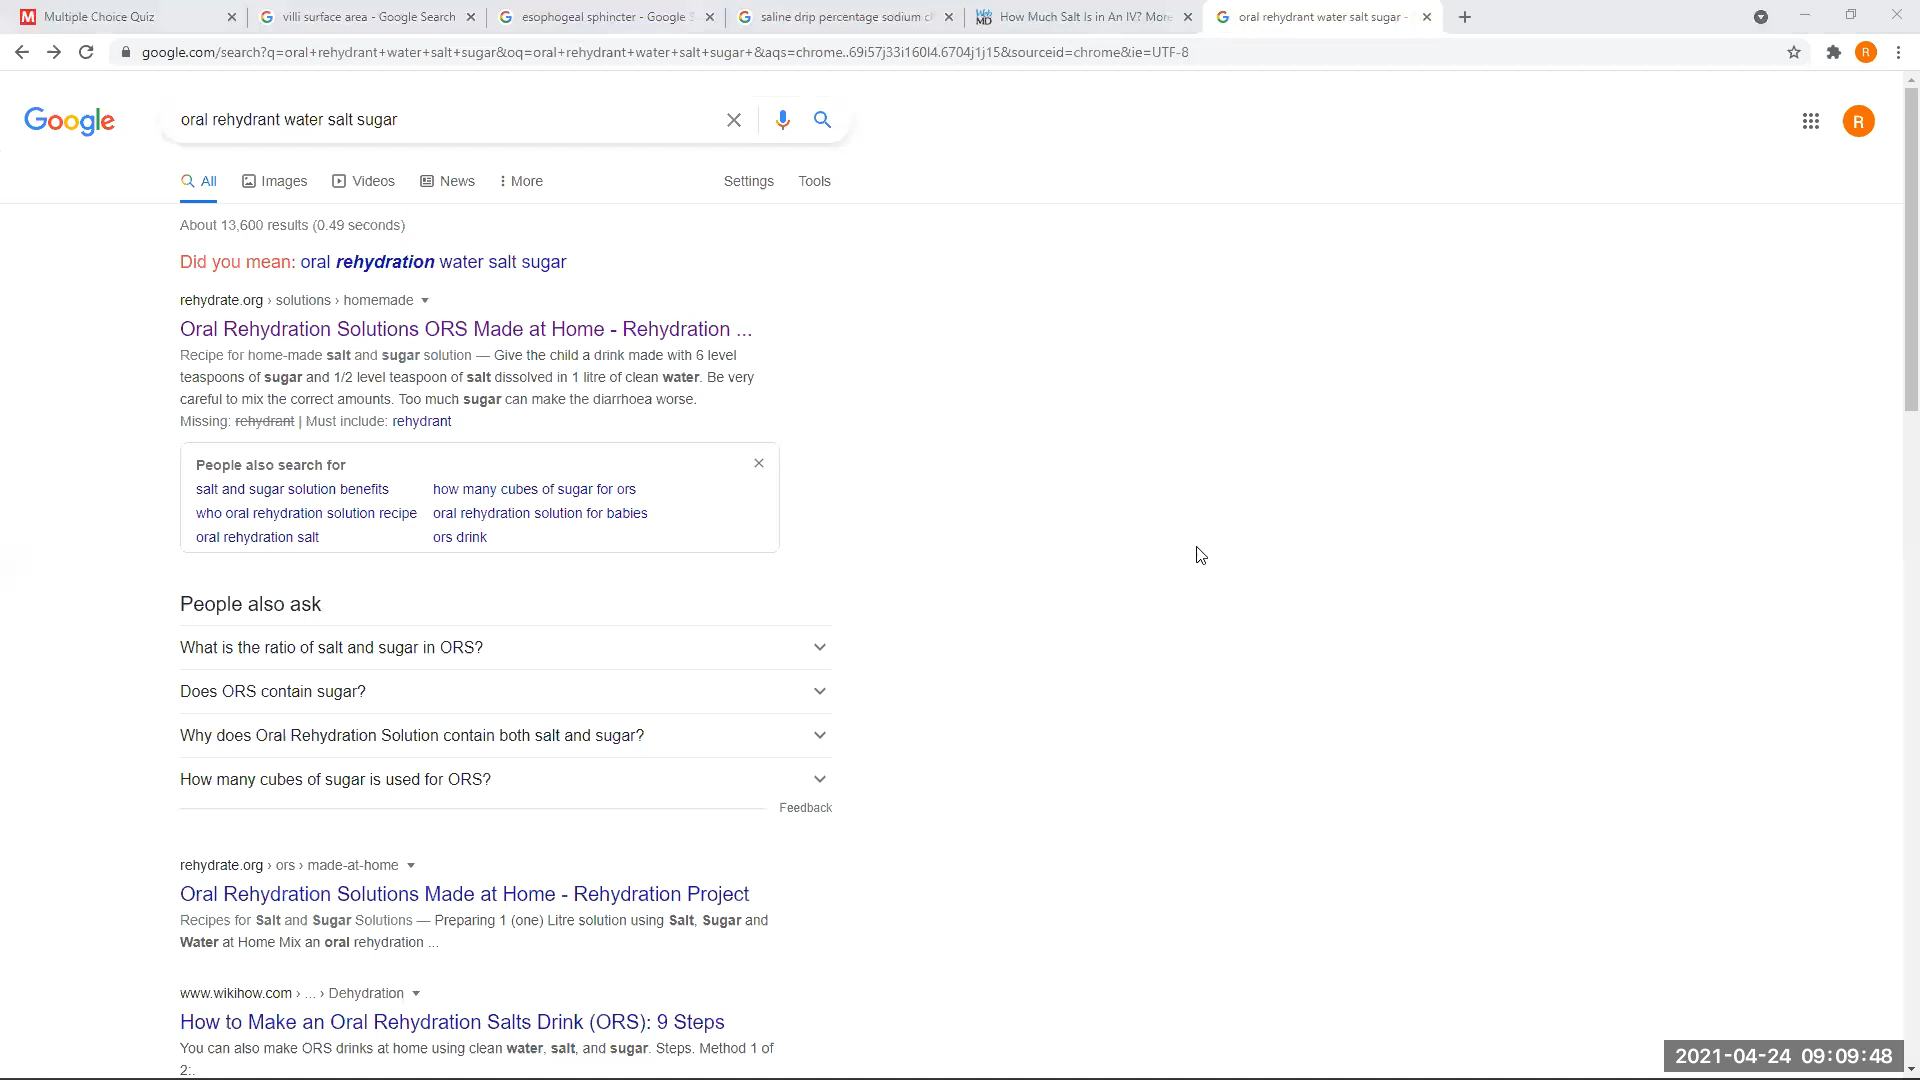 Multiple Choice Quiz
villi surface area - Google Search
esophogeal sphincter - Google S
saline drip percentage sodium ch
How Much Salt Is in An IV? More
oral rehydrant water salt sugar -
google.com/search?q=oral+rehydrant+water+salt+sugar&oq=oral+rehydrant+water+salt+sugar+&aqs=chrome..69i57j33i160l4.6704j1j15&sourceid=chrome&ie=UTF-8
R
Google
oral rehydrant water salt sugar
R
All
Images
Videos
News
More
Settings
Tools
About 13,600 results (0.49 seconds)
Did you mean: oral rehydration water salt sugar
rehydrate.org › solutions › homemade
Oral Rehydration Solutions ORS Made at Home - Rehydration ...
Recipe for home-made salt and sugar solution — Give the child a drink made with 6 level
teaspoons of sugar and 1/2 level teaspoon of salt dissolved in 1 litre of clean water. Be very
careful to mix the correct amounts. Too much sugar can make the diarrhoea worse.
Missing: rehydrant | Must include: rehydrant
People also search for
salt and sugar solution benefits
how many cubes of sugar for ors
who oral rehydration solution recipe
oral rehydration solution for babies
oral rehydration salt
ors drink
People also ask
What is the ratio of salt and sugar in ORS?
Does ORS contain sugar?
Why does Oral Rehydration Solution contain both salt and sugar?
How many cubes of sugar is used for ORS?
Feedback
rehydrate.org › ors › made-at-home
Oral Rehydration Solutions Made at Home - Rehydration Project
Recipes for Salt and Sugar Solutions — Preparing 1 (one) Litre solution using Salt, Sugar and
Water at Home Mix an oral rehydration ...
www.wikihow.com › ... › Dehydration
How to Make an Oral Rehydration Salts Drink (ORS): 9 Steps
You can also make ORS drinks at home using clean water, salt, and sugar. Steps. Method 1 of
2:.
2021-04-24 09:09:48